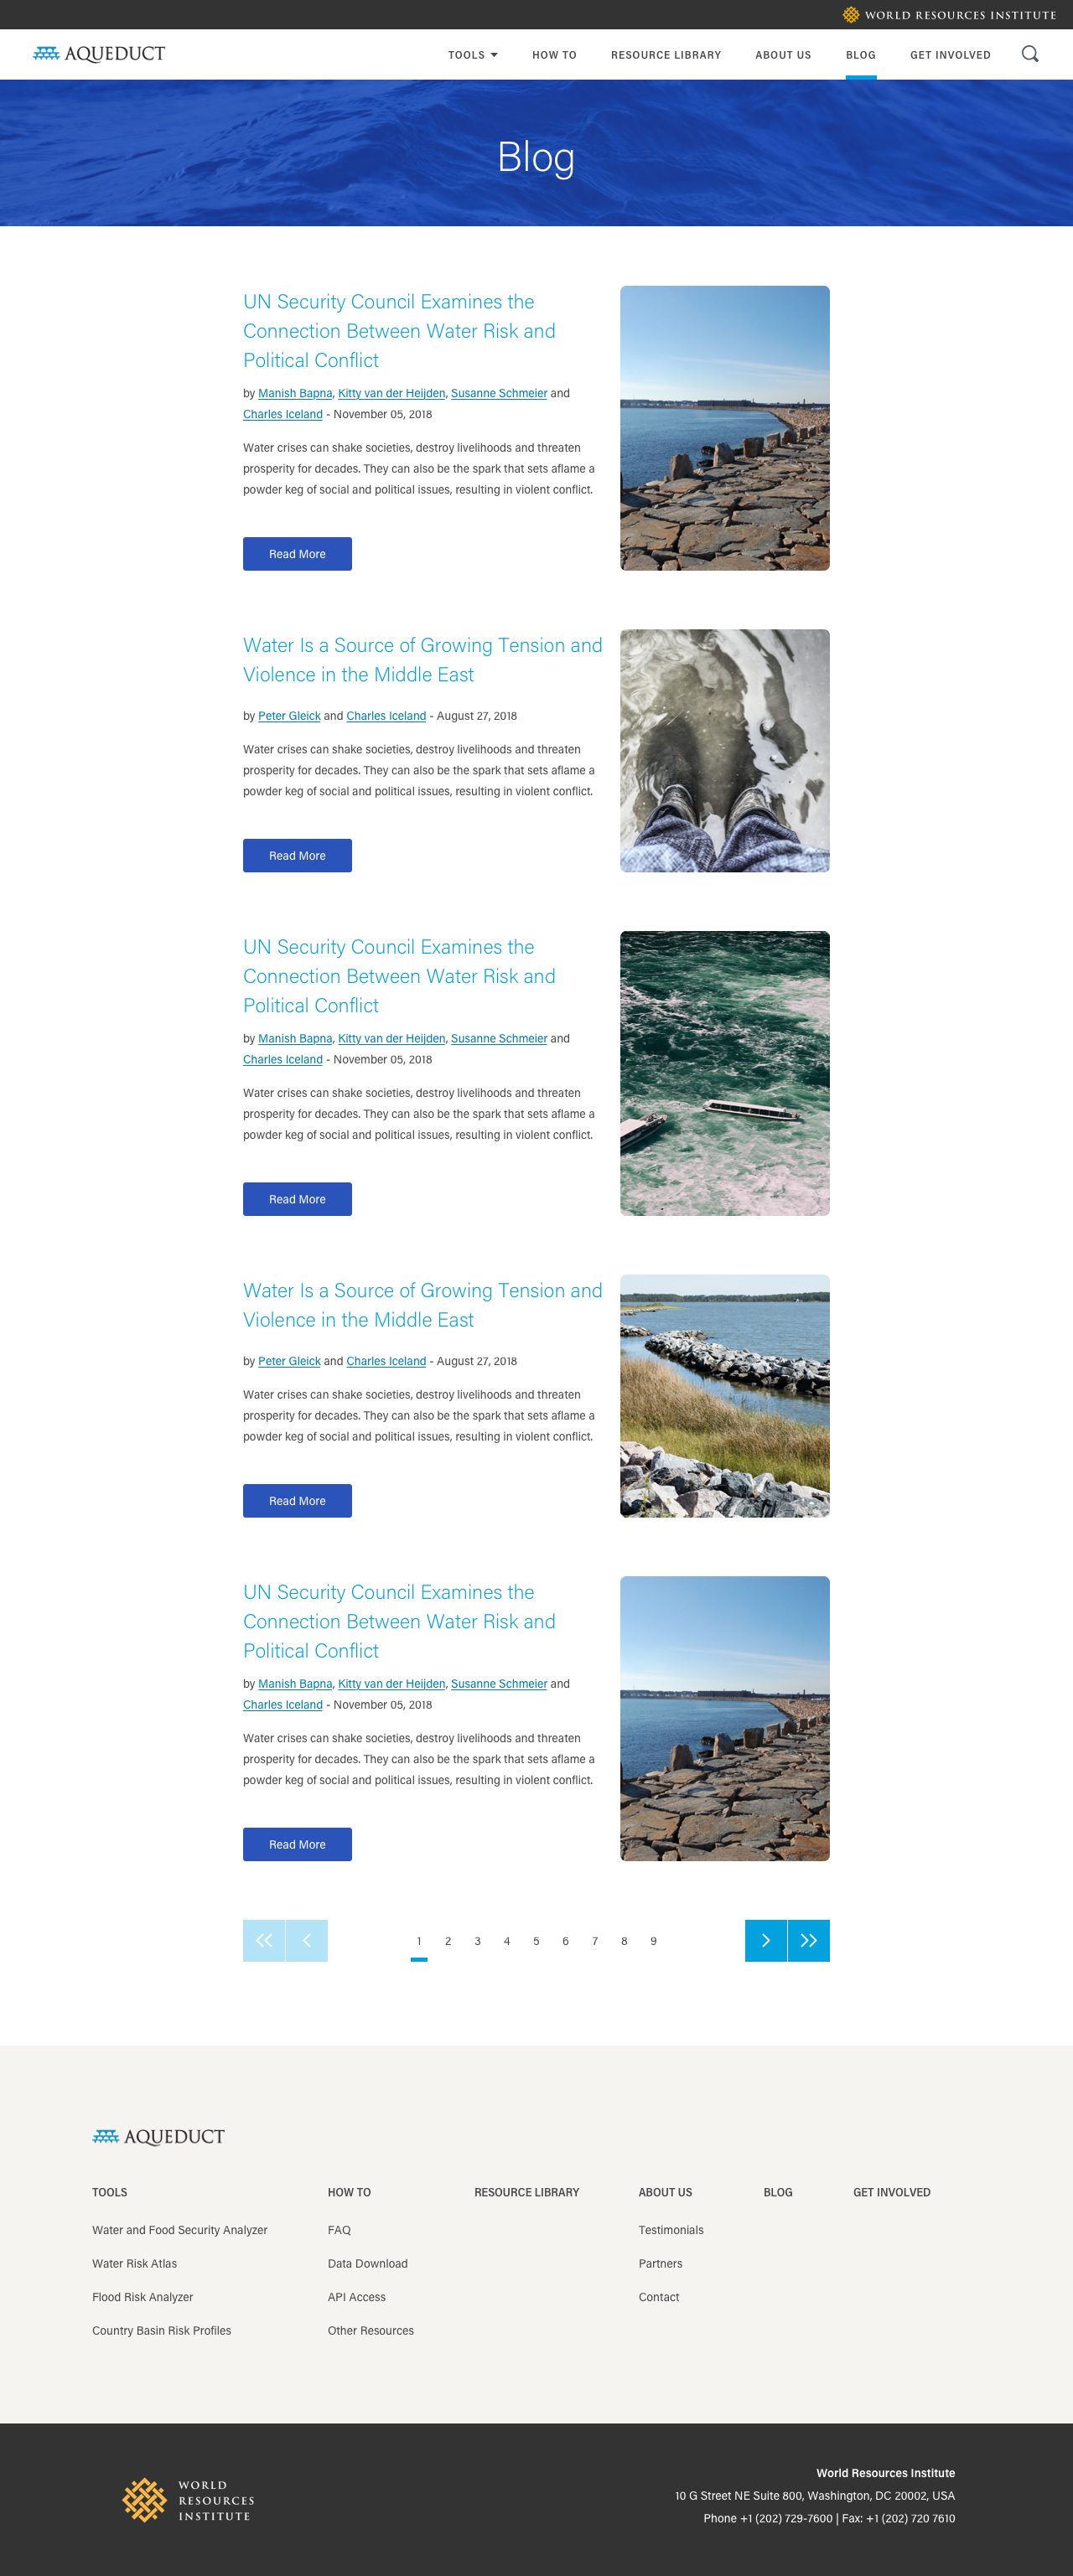 WORLD RESOURCES INSTITUTE
AQUEDUCT
TOOLS
HOW TO
RESOURCE LIBRARY
ABOUT US
BLOG
GET INVOLVED
Blog
UN Security Council Examines the
Connection Between Water Risk and
Political Conflict
by Manish Bapna, Kitty van der Heijden, Susanne Schmeier and
Charles Iceland - November 05, 2018
Water crises can shake societies, destroy livelihoods and threaten
prosperity for decades. They can also be the spark that sets aflame a
powder keg of social and political issues, resulting in violent conflict.
Read More
Water Is a Source of Growing Tension and
Violence in the Middle East
by Peter Gleick and Charles Iceland - August 27, 2018
Water crises can shake societies, destroy livelihoods and threaten
prosperity for decades. They can also be the spark that sets aflame a
powder keg of social and political issues, resulting in violent conflict.
Read More
UN Security Council Examines the
Connection Between Water Risk and
Political Conflict
by Manish Bapna, Kitty van der Heijden, Susanne Schmeier and
Charles Iceland - November 05, 2018
Water crises can shake societies, destroy livelihoods and threaten
prosperity for decades. They can also be the spark that sets aflame a
powder keg of social and political issues, resulting in violent conflict.
Read More
Water Is a Source of Growing Tension and
Violence in the Middle East
by Peter Gleick and Charles Iceland - August 27, 2018
Water crises can shake societies, destroy livelihoods and threaten
prosperity for decades. They can also be the spark that sets aflame a
powder keg of social and political issues, resulting in violent conflict.
Read More
UN Security Council Examines the
Connection Between Water Risk and
Political Conflict
by Manish Bapna, Kitty van der Heijden, Susanne Schmeier and
Charles Iceland - November 05, 2018
Water crises can shake societies, destroy livelihoods and threaten
prosperity for decades. They can also be the spark that sets aflame a
powder keg of social and political issues, resulting in violent conflict.
Read More
1 2 3 4 5 6 7 8 9
AQUEDUCT
TOOLS
Water and Food Security Analyzer
Water Risk Atlas
Flood Risk Analyzer
Country Basin Risk Profiles
HOW TO
FAQ
Data Download
API Access
Other Resources
RESOURCE LIBRARY
ABOUT US
Testimonials
Partners
Contact
BLOG
GET INVOLVED
WORLD
RESOURCES
INSTITUTE
World Resources Institute
10 G Street NE Suite 800, Washington, DC 20002, USA
Phone +1 (202) 729-7600 | Fax: +1 (202) 720 7610